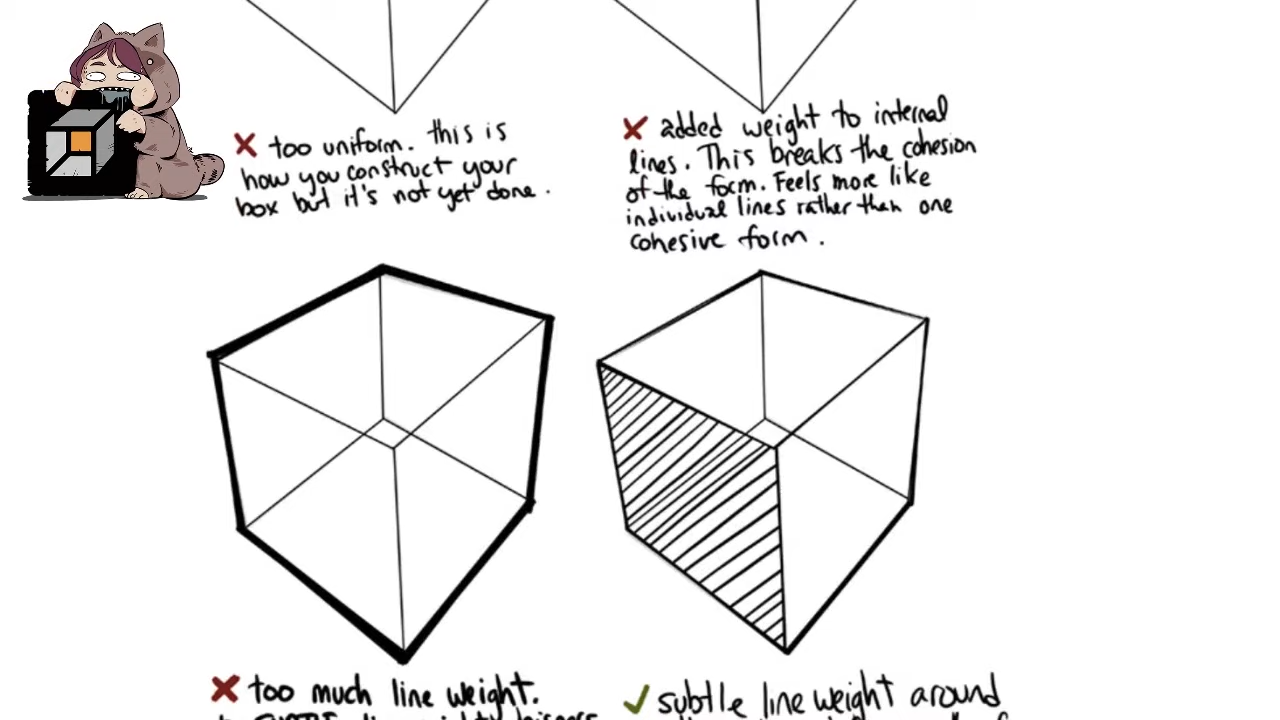 too uniform. this is
how you construct your
box but it's not yet done.
added weight to internal
lines. This breaks the cohesion
of the form. Feels more like
individual lines rather than one
cohesive form.
too much line weight.
subtle line weight around